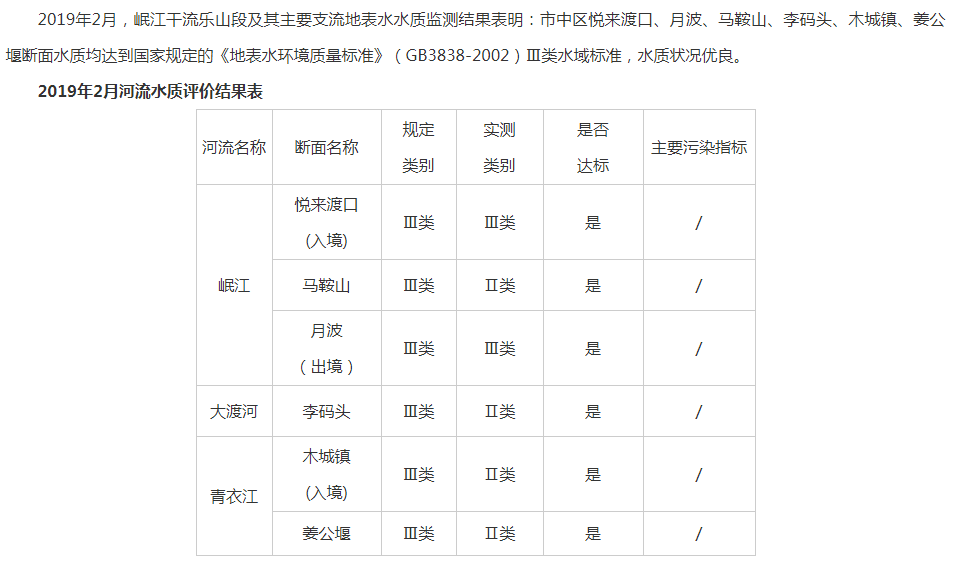 2019年2月，岷江干流乐山段及其主要支流地表水水质监测结果表明：市中区悦来渡口、月波、马鞍山、李码头、木城镇、姜公
堰断面水质均达到国家规定的《地表水环境质量标准》（GB3838-2002）Ⅲ类水域标准，水质状况优良。
2019年2月河流水质评价结果表
河流名称 断面名称 规定 实测 是否 主要污染指标
类别 类别 达标
岷江 悦来渡口 Ⅲ类 Ⅲ类 是 /
(入境)
马鞍山 Ⅲ类 Ⅱ类 是 /
月波 Ⅲ类 Ⅲ类 是 /
（出境）
大渡河 李码头 Ⅲ类 Ⅱ类 是 /
青衣江 木城镇 Ⅲ类 Ⅱ类 是 /
(入境)
姜公堰 Ⅲ类 Ⅱ类 是 /